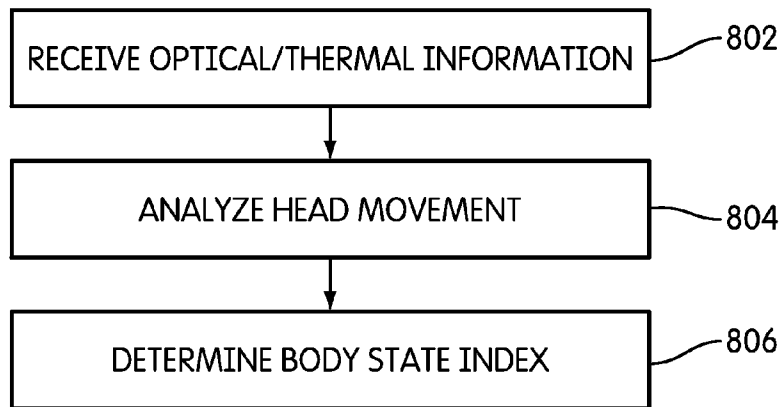 RECEIVE OPTICAL/THERMAL INFORMATION
802
ANALYZE HEAD MOVEMENT
804
DETERMINE BODY STATE INDEX
806